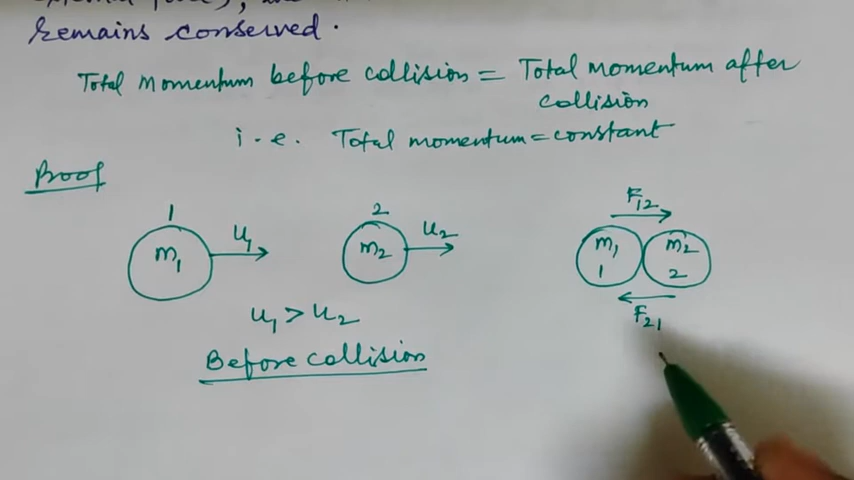 remains conserved.
Total momentum before collision = Total momentum after
collision
i.e. Total momentum = constant
Proof
1
m₁
u₁
2
m₂
u₂
u₁ > u₂
Before collision
F₁₂
m₁ m₂
1 2
F₂₁